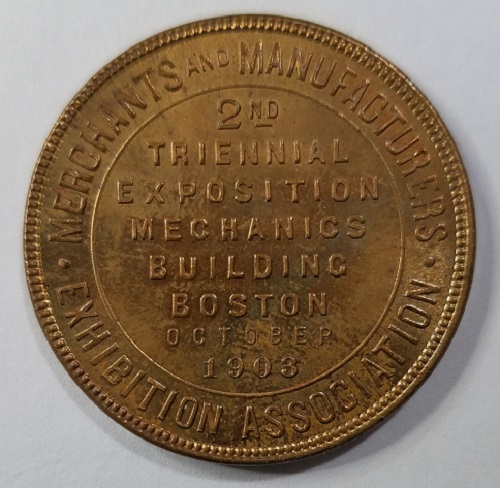 MERCHANTS AND MANUFACTURERS
· EXHIBITION ASSOCIATION ·
2ND
TRIENNIAL
EXPOSITION
MECHANICS
BUILDING
BOSTON
OCTOBER
1903